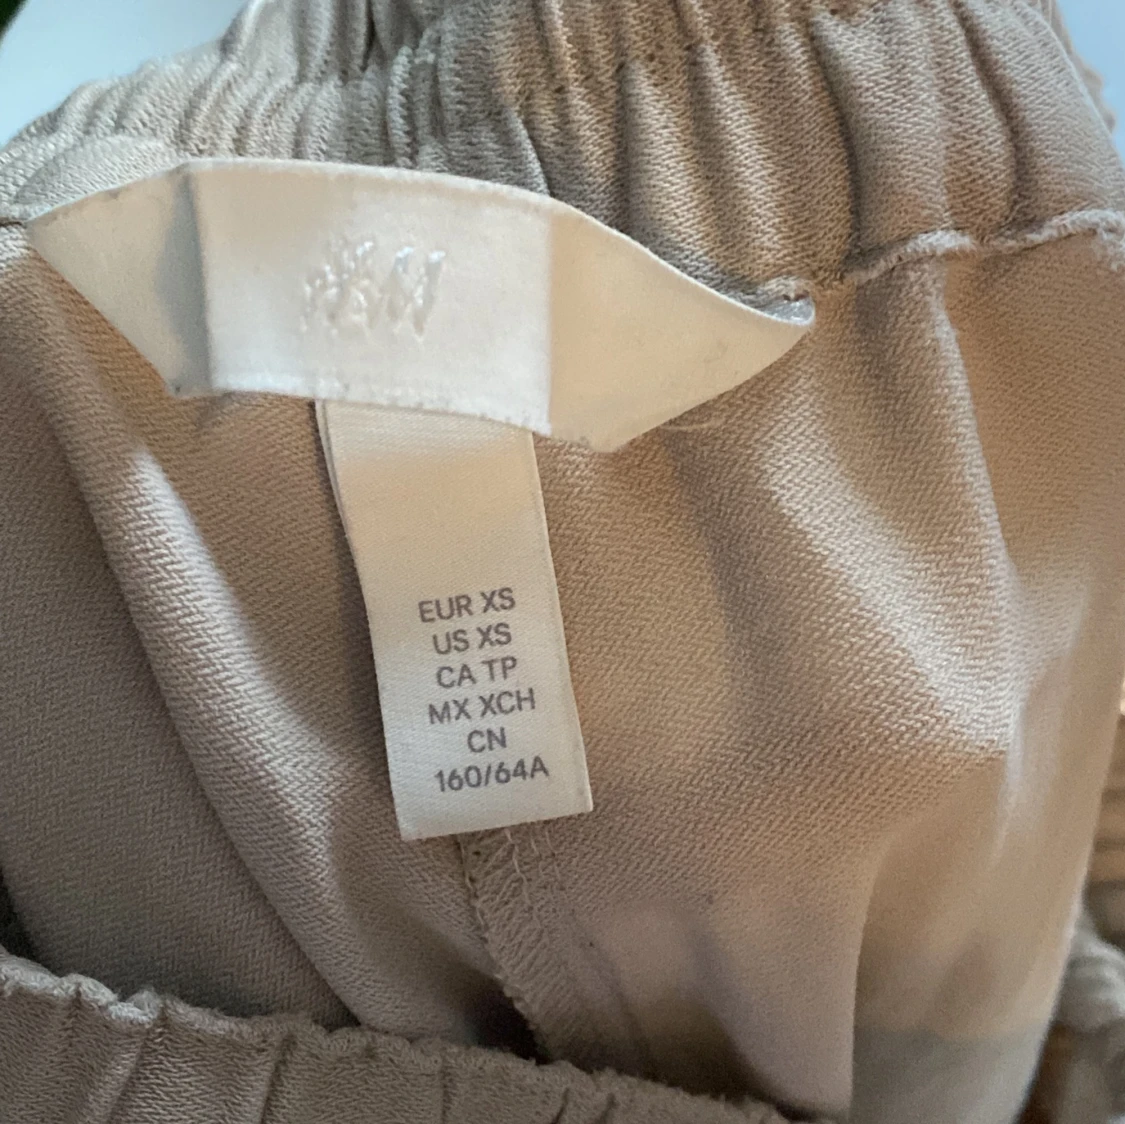 H&M
EUR XS
US XS
CA TP
MX XCH
CN
160/64A